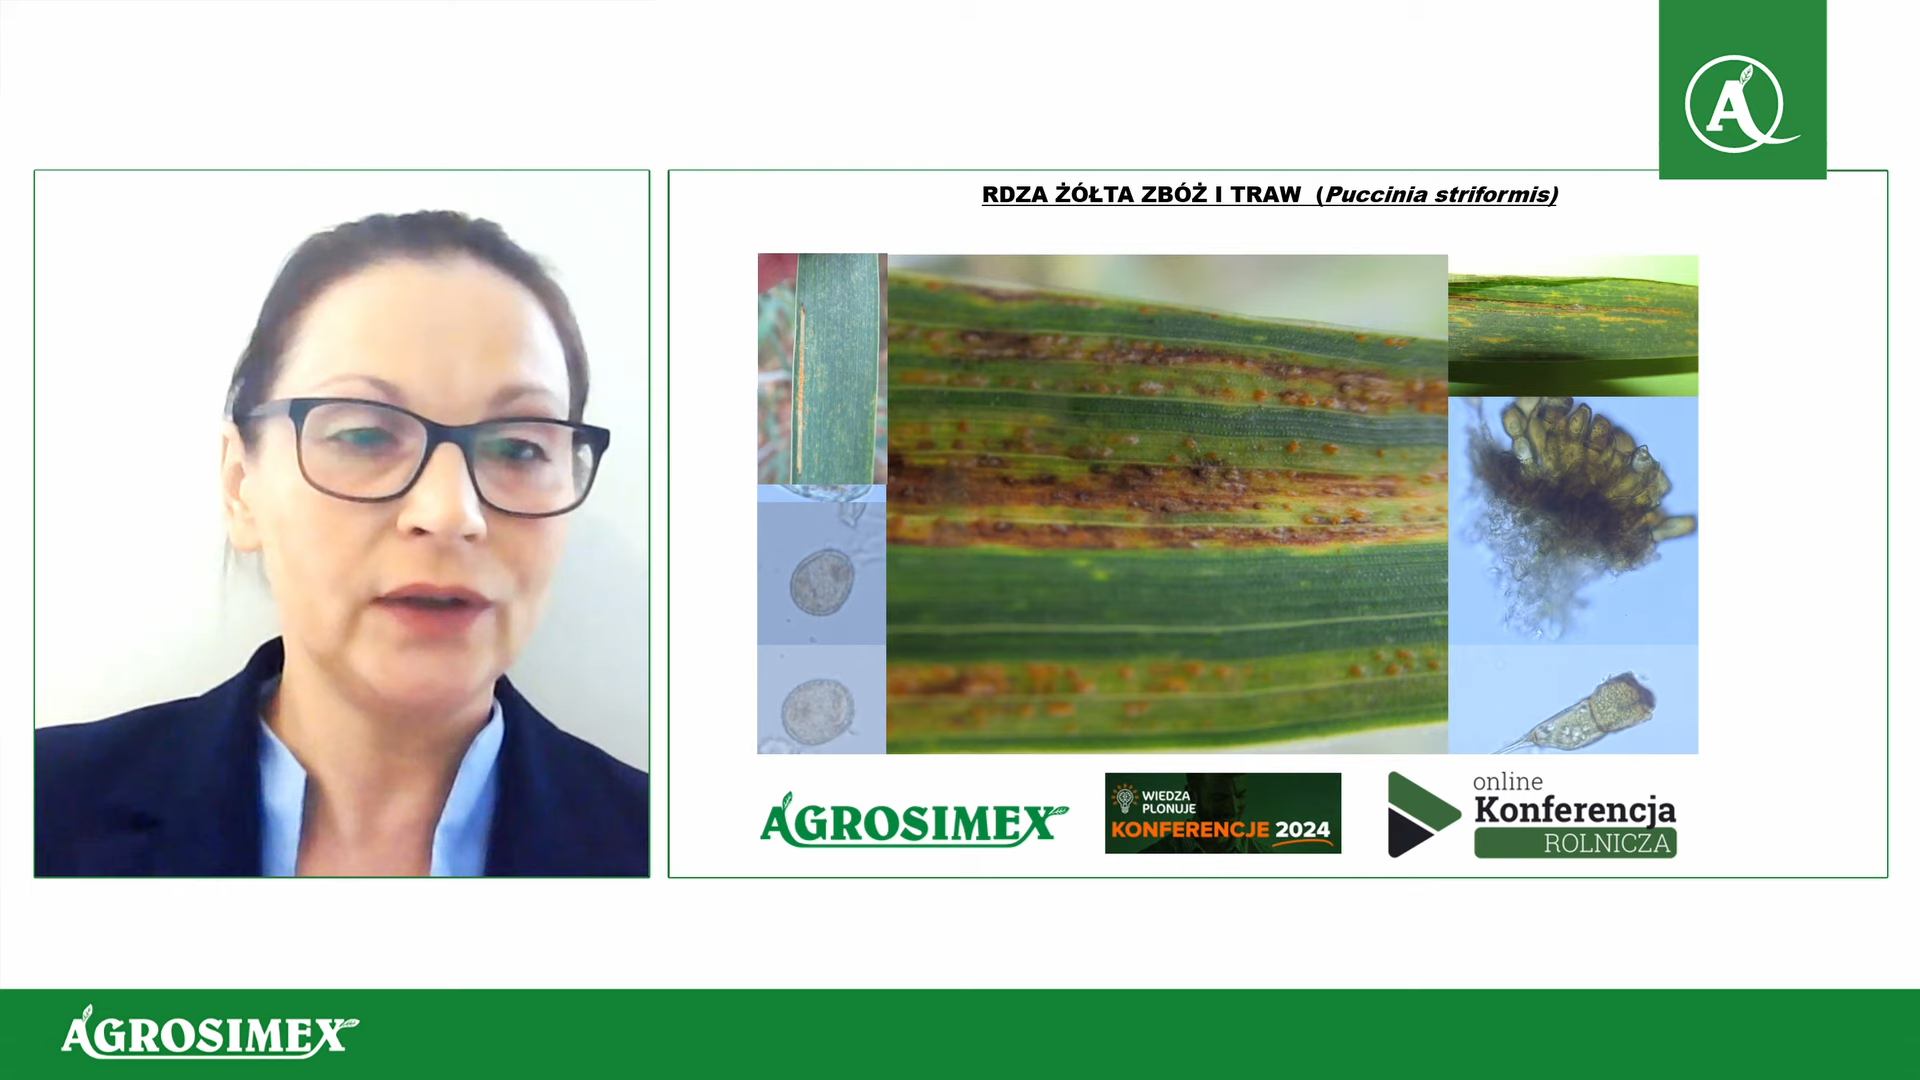 A
RDZA ŻÓŁTA ZBÓŻ I TRAW (Puccinia striformis)
AGROSIMEX
WIEDZA
PLONUJE
KONFERENCJE 2024
online
Konferencja
ROLNICZA
AGROSIMEX